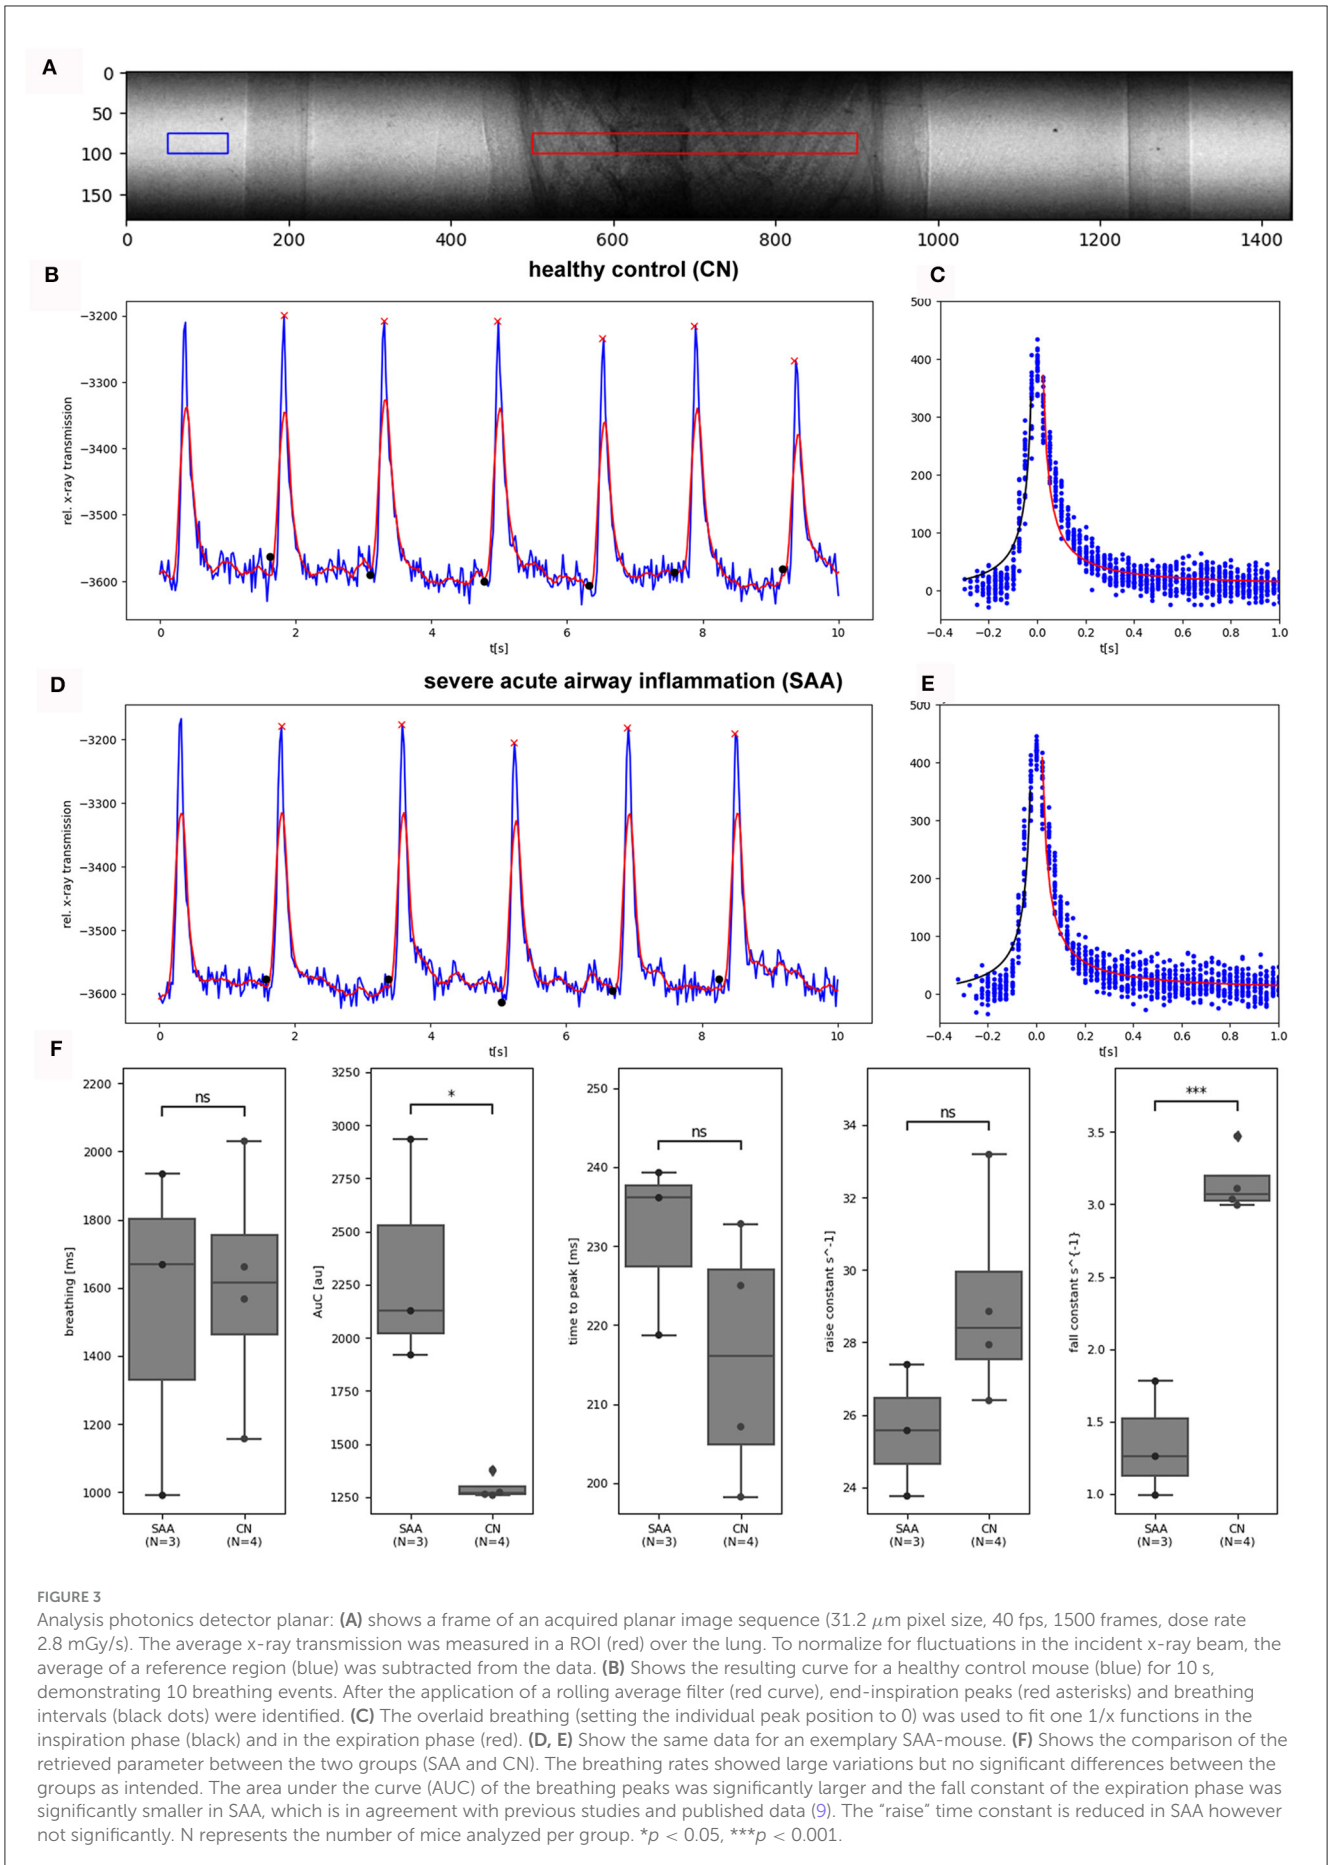 A
0
50
100
150
0 200 400 600 800 1000 1200 1400
healthy control (CN)
B
rel. x-ray transmission
−3200
−3300
−3400
−3500
−3600
0 2 4 6 8 10
t[s]
C
500
400
300
200
100
0
−0.4 −0.2 0.0 0.2 0.4 0.6 0.8 1.0
t[s]
severe acute airway inflammation (SAA)
D
rel. x-ray transmission
−3200
−3300
−3400
−3500
−3600
0 2 4 6 8 10
t[s]
E
500
400
300
200
100
0
−0.4 −0.2 0.0 0.2 0.4 0.6 0.8 1.0
t[s]
F
breathing [ms]
2200
2000
1800
1600
1400
1200
1000
ns
SAA CN
(N=3) (N=4)
AuC [au]
3250
3000
2750
2500
2250
2000
1750
1500
1250
*
SAA CN
(N=3) (N=4)
time to peak [ms]
250
240
230
220
210
200
ns
SAA CN
(N=3) (N=4)
raise constant s^-1]
34
32
30
28
26
24
ns
SAA CN
(N=3) (N=4)
fall constant s^{-1}
3.5
3.0
2.5
2.0
1.5
1.0
***
SAA CN
(N=3) (N=4)
FIGURE 3
Analysis photonics detector planar: (A) shows a frame of an acquired planar image sequence (31.2 μm pixel size, 40 fps, 1500 frames, dose rate
2.8 mGy/s). The average x-ray transmission was measured in a ROI (red) over the lung. To normalize for fluctuations in the incident x-ray beam, the
average of a reference region (blue) was subtracted from the data. (B) Shows the resulting curve for a healthy control mouse (blue) for 10 s,
demonstrating 10 breathing events. After the application of a rolling average filter (red curve), end-inspiration peaks (red asterisks) and breathing
intervals (black dots) were identified. (C) The overlaid breathing (setting the individual peak position to 0) was used to fit one 1/x functions in the
inspiration phase (black) and in the expiration phase (red). (D, E) Show the same data for an exemplary SAA-mouse. (F) Shows the comparison of the
retrieved parameter between the two groups (SAA and CN). The breathing rates showed large variations but no significant differences between the
groups as intended. The area under the curve (AUC) of the breathing peaks was significantly larger and the fall constant of the expiration phase was
significantly smaller in SAA, which is in agreement with previous studies and published data (9). The "raise" time constant is reduced in SAA however
not significantly. N represents the number of mice analyzed per group. *p < 0.05, ***p < 0.001.